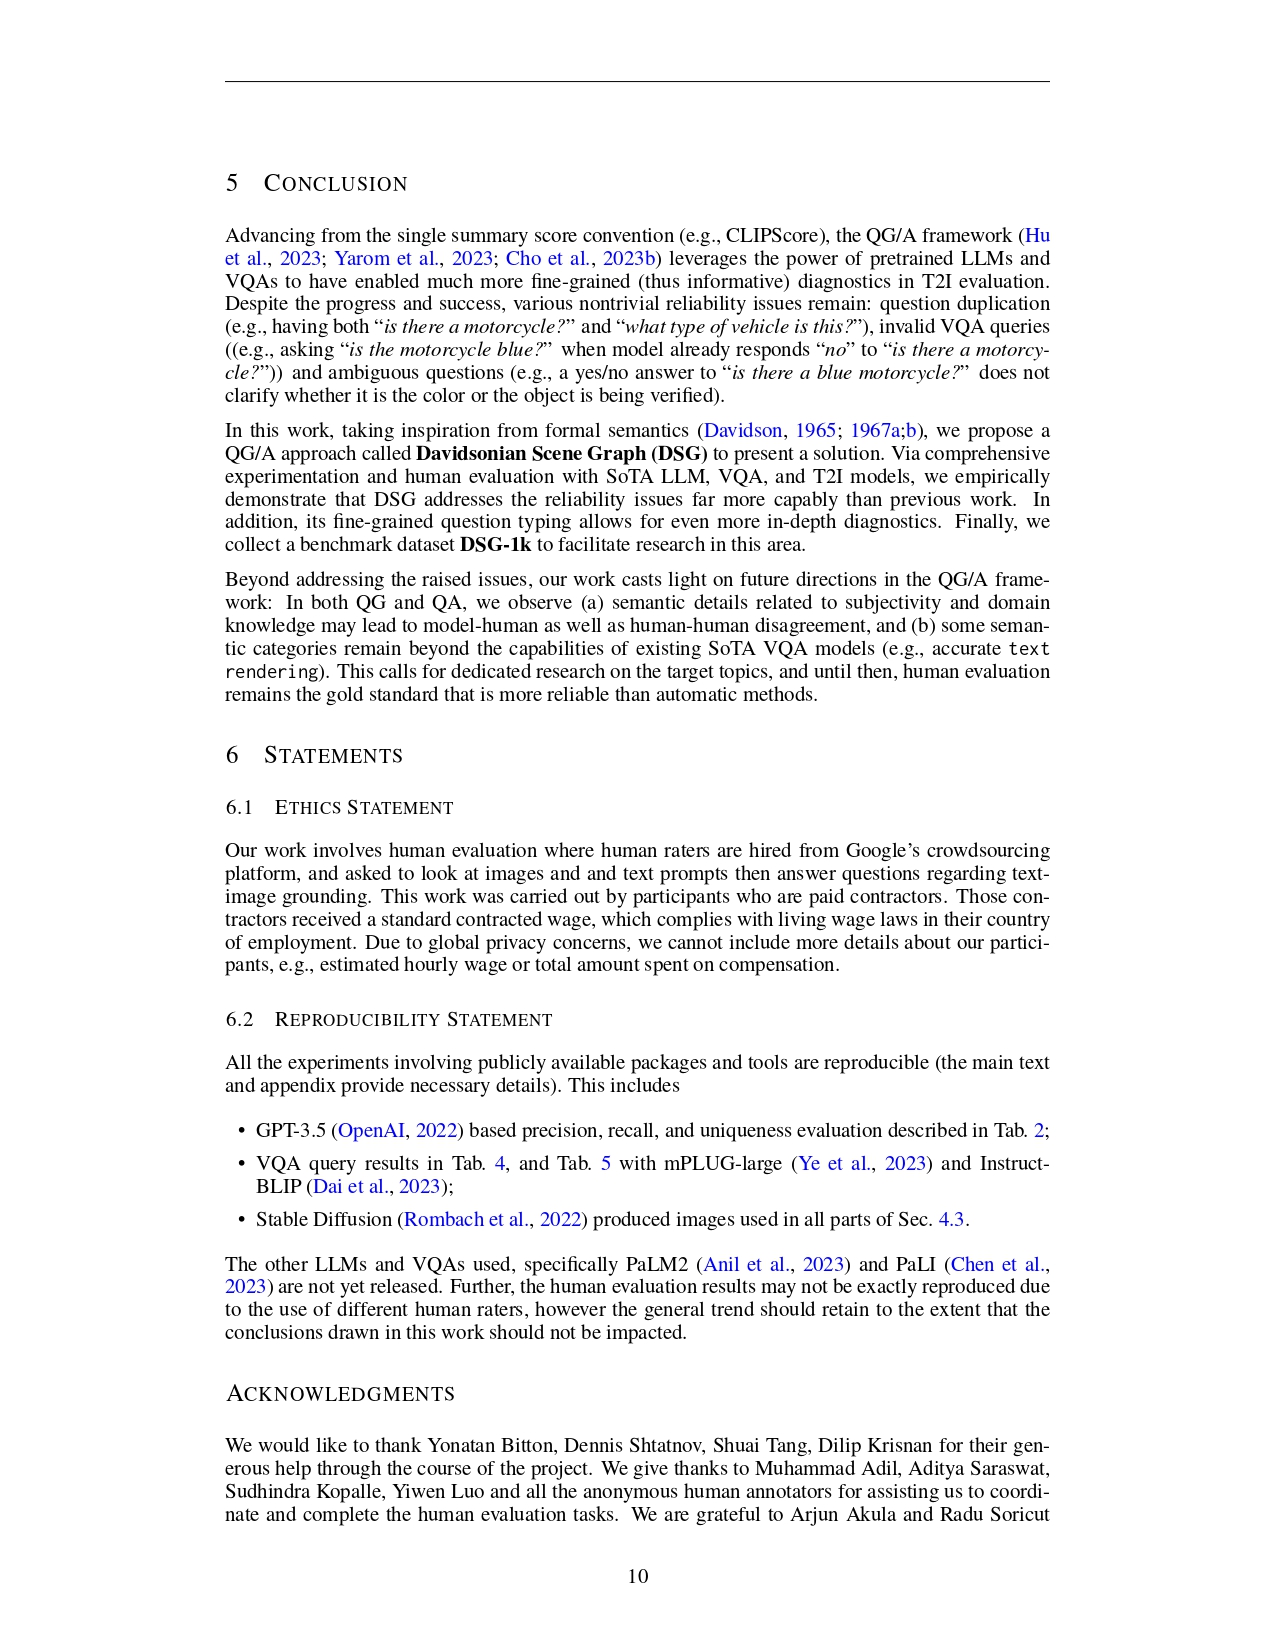 5 CONCLUSION
Advancing from the single summary score convention (e.g., CLIPScore), the QG/A framework (Hu
et al., 2023; Yarom et al., 2023; Cho et al., 2023b) leverages the power of pretrained LLMs and
VQAs to have enabled much more fine-grained (thus informative) diagnostics in T2I evaluation.
Despite the progress and success, various nontrivial reliability issues remain: question duplication
(e.g., having both “is there a motorcycle?” and “what type of vehicle is this?”), invalid VQA queries
((e.g., asking “is the motorcycle blue?” when model already responds “no” to “is there a motorcy-
cle?”)) and ambiguous questions (e.g., a yes/no answer to “is there a blue motorcycle?” does not
clarify whether it is the color or the object is being verified).
In this work, taking inspiration from formal semantics (Davidson, 1965; 1967a;b), we propose a
QG/A approach called Davidsonian Scene Graph (DSG) to present a solution. Via comprehensive
experimentation and human evaluation with SoTA LLM, VQA, and T2I models, we empirically
demonstrate that DSG addresses the reliability issues far more capably than previous work. In
addition, its fine-grained question typing allows for even more in-depth diagnostics. Finally, we
collect a benchmark dataset DSG-1k to facilitate research in this area.
Beyond addressing the raised issues, our work casts light on future directions in the QG/A frame-
work: In both QG and QA, we observe (a) semantic details related to subjectivity and domain
knowledge may lead to model-human as well as human-human disagreement, and (b) some seman-
tic categories remain beyond the capabilities of existing SoTA VQA models (e.g., accurate text
rendering). This calls for dedicated research on the target topics, and until then, human evaluation
remains the gold standard that is more reliable than automatic methods.
6 STATEMENTS
6.1 ETHICS STATEMENT
Our work involves human evaluation where human raters are hired from Google’s crowdsourcing
platform, and asked to look at images and and text prompts then answer questions regarding text-
image grounding. This work was carried out by participants who are paid contractors. Those con-
tractors received a standard contracted wage, which complies with living wage laws in their country
of employment. Due to global privacy concerns, we cannot include more details about our partici-
pants, e.g., estimated hourly wage or total amount spent on compensation.
6.2 REPRODUCIBILITY STATEMENT
All the experiments involving publicly available packages and tools are reproducible (the main text
and appendix provide necessary details). This includes
• GPT-3.5 (OpenAI, 2022) based precision, recall, and uniqueness evaluation described in Tab. 2;
• VQA query results in Tab. 4, and Tab. 5 with mPLUG-large (Ye et al., 2023) and Instruct-
BLIP (Dai et al., 2023);
• Stable Diffusion (Rombach et al., 2022) produced images used in all parts of Sec. 4.3.
The other LLMs and VQAs used, specifically PaLM2 (Anil et al., 2023) and PaLI (Chen et al.,
2023) are not yet released. Further, the human evaluation results may not be exactly reproduced due
to the use of different human raters, however the general trend should retain to the extent that the
conclusions drawn in this work should not be impacted.
ACKNOWLEDGMENTS
We would like to thank Yonatan Bitton, Dennis Shtatnov, Shuai Tang, Dilip Krisnan for their gen-
erous help through the course of the project. We give thanks to Muhammad Adil, Aditya Saraswat,
Sudhindra Kopalle, Yiwen Luo and all the anonymous human annotators for assisting us to coordi-
nate and complete the human evaluation tasks. We are grateful to Arjun Akula and Radu Soricut
10